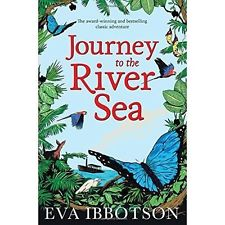 The award-winning and bestselling
classic adventure
Journey
to the
River
Sea
EVA IBBOTSON